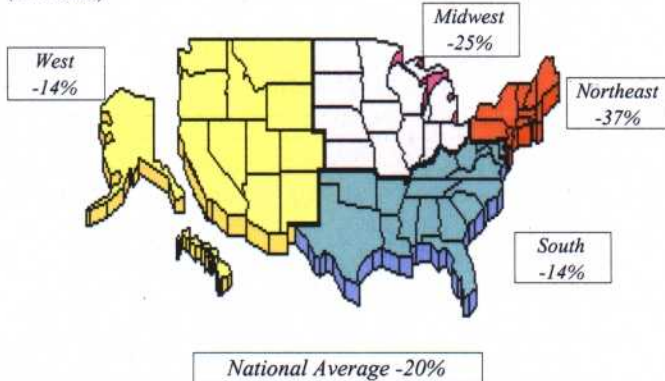 Midwest
-25%
West
-14%
Northeast
-37%
South
-14%
National Average -20%